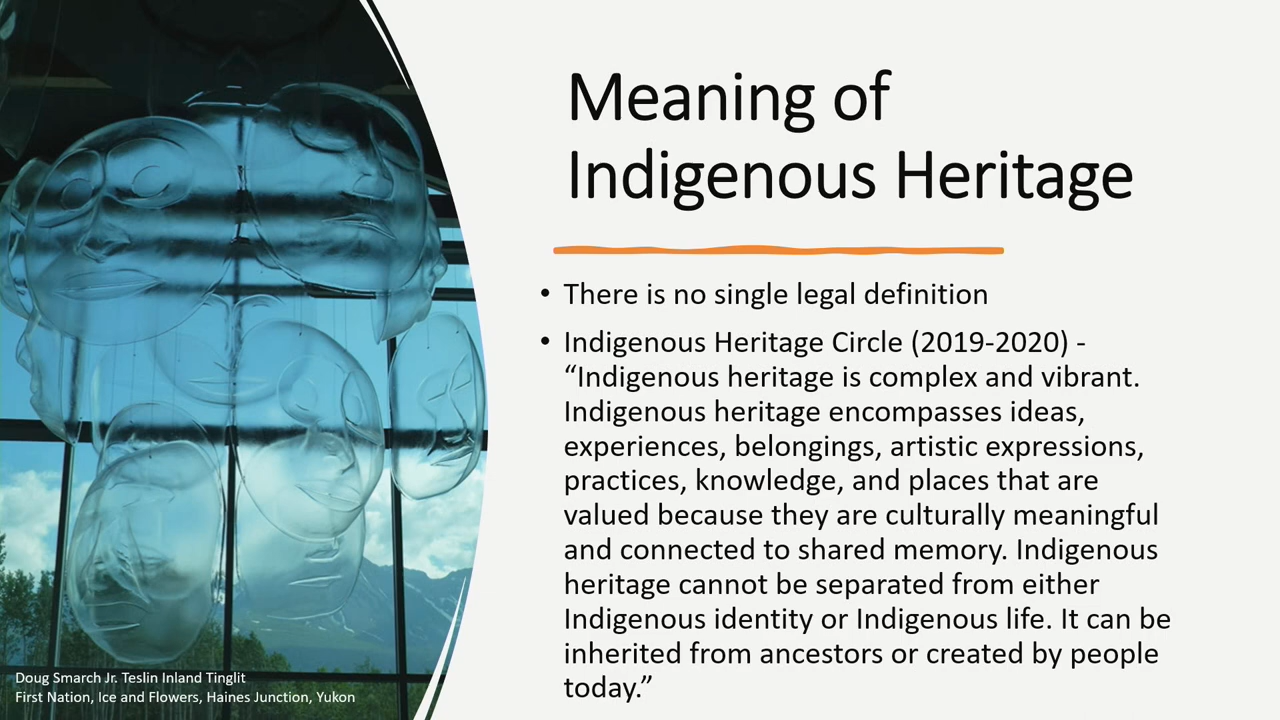 Meaning of
Indigenous Heritage
• There is no single legal definition
• Indigenous Heritage Circle (2019-2020) -
“Indigenous heritage is complex and vibrant.
Indigenous heritage encompasses ideas,
experiences, belongings, artistic expressions,
practices, knowledge, and places that are
valued because they are culturally meaningful
and connected to shared memory. Indigenous
heritage cannot be separated from either
Indigenous identity or Indigenous life. It can be
inherited from ancestors or created by people
today.”
Doug Smarch Jr. Teslin Inland Tinglit
First Nation, Ice and Flowers, Haines Junction, Yukon